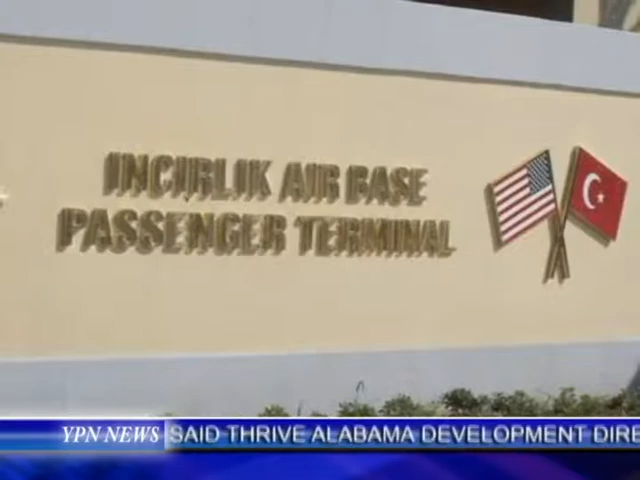 INCIRLIK AIR BASE
PASSENGER TERMINAL
YPN NEWS SAID THRIVE ALABAMA DEVELOPMENT DIRE